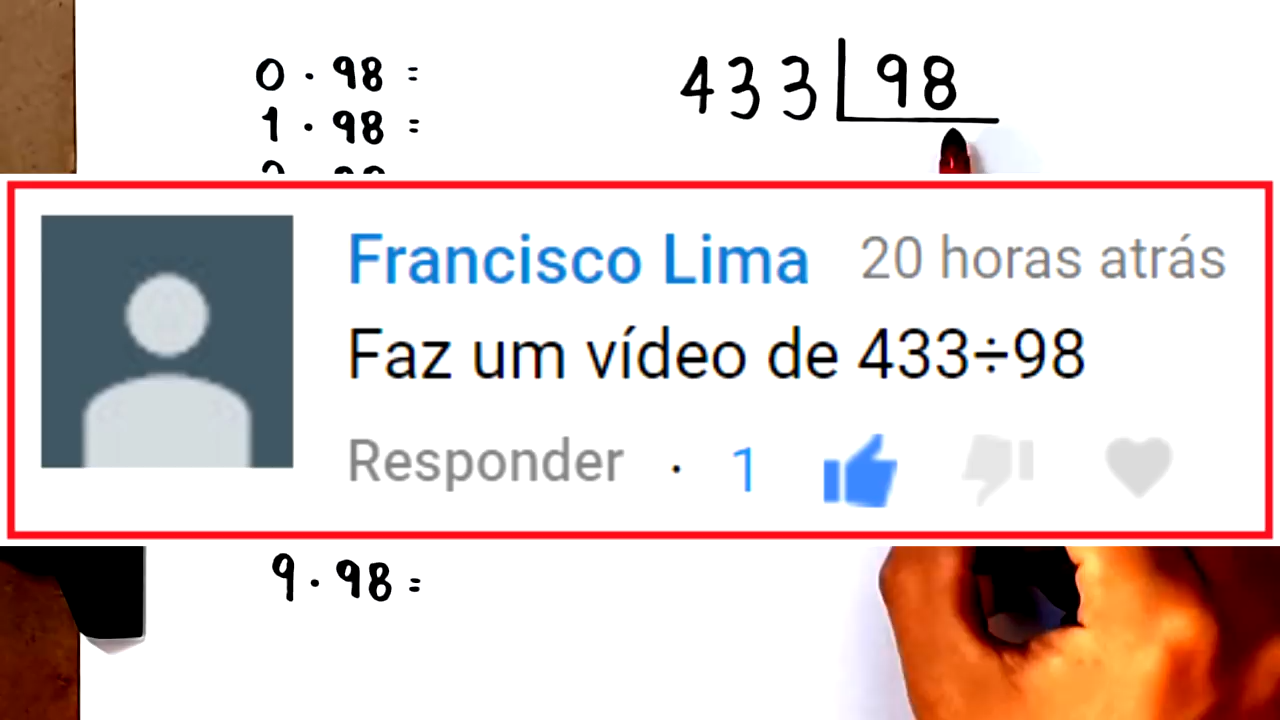 0 · 98 =
1 · 98 =
433 98
Francisco Lima 20 horas atrás
Faz um vídeo de 433÷98
Responder · 1
9 · 98 =